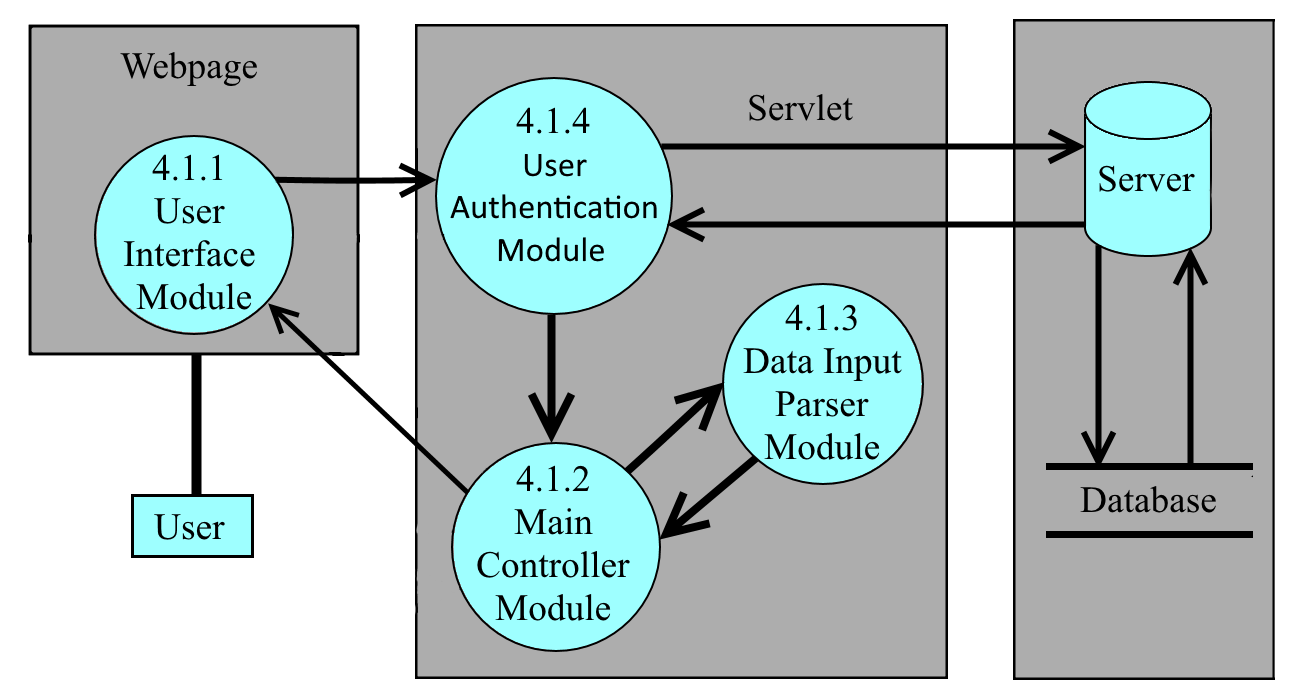 Webpage
4.1.1
User
Interface
Module
User
Servlet
4.1.4
User
Authentication
Module
4.1.3
Data Input
Parser
Module
4.1.2
Main
Controller
Module
Server
Database